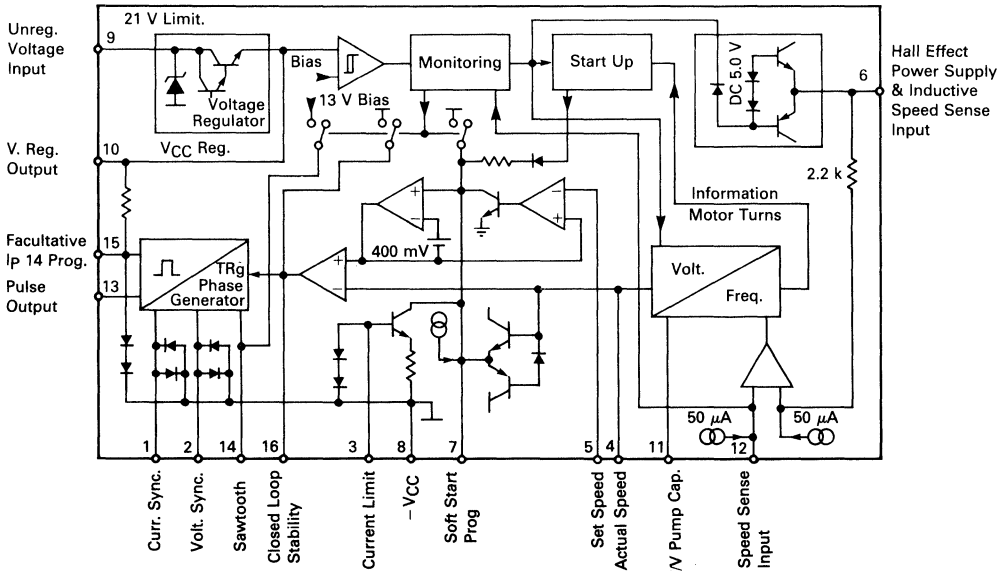 Unreg.
Voltage
Input
9
21 V Limit.
Voltage
Regulator
Bias
Monitoring
Start Up
DC 5.0 V
6
Hall Effect
Power Supply
& Inductive
Speed Sense
Input
13 V Bias
V. Reg.
Output
10
VCC Reg.
2.2 k
Information
Motor Turns
+
−
−
+
400 mV
Facultative
IP 14 Prog.
15
TRg
Phase
Generator
+
−
Volt.
Freq.
Pulse
Output
13
50 μA
50 μA
1
2
14
16
3
8
7
5
4
11
12
Curr. Sync.
Volt. Sync.
Sawtooth
Closed Loop
Stability
Current Limit
− VCC
Soft Start
Prog
Set Speed
Actual Speed
/V Pump Cap.
Speed Sense
Input